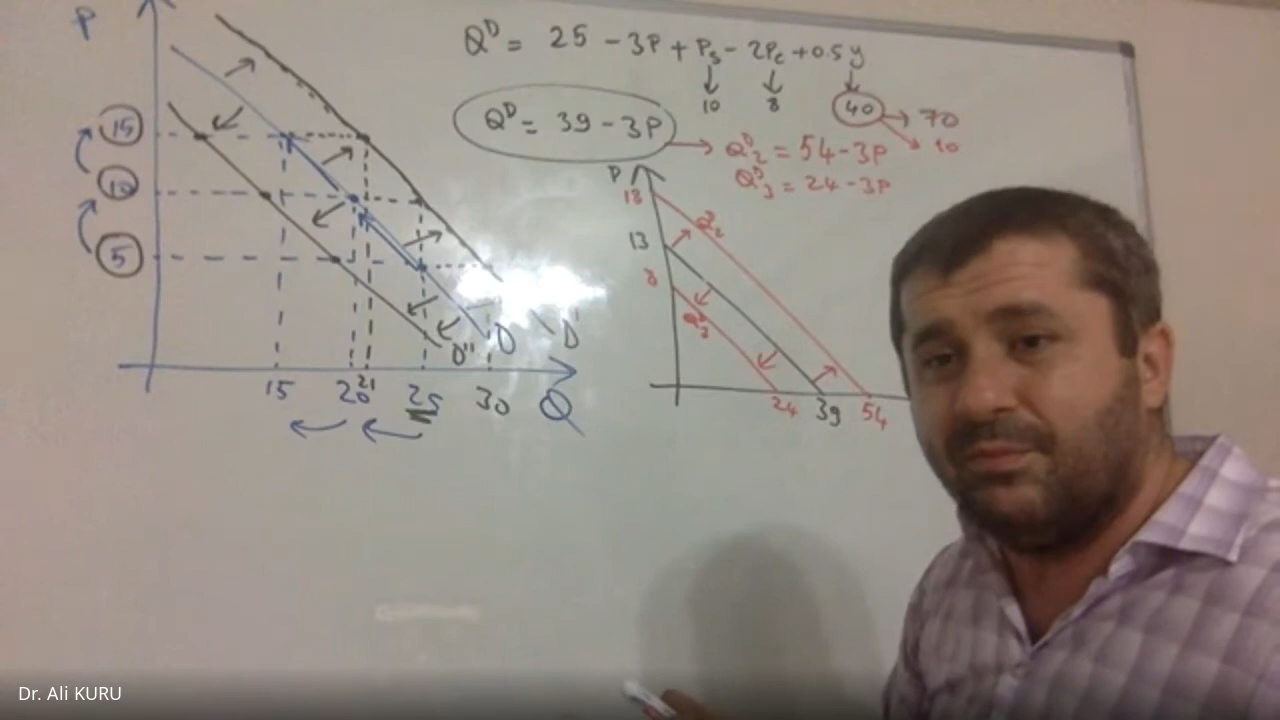 P
15
10
5
15 20 21 25 30 Q
D" D D'
Q^D = 25 - 3P + P_s - 2P_c + 0.5y
10 8 40 → 70
10
Q^D = 39 - 3P → Q^D_2 = 54 - 3P
Q^D_3 = 24 - 3P
P
18
13
8
24 39 54
Dr. Ali KURU